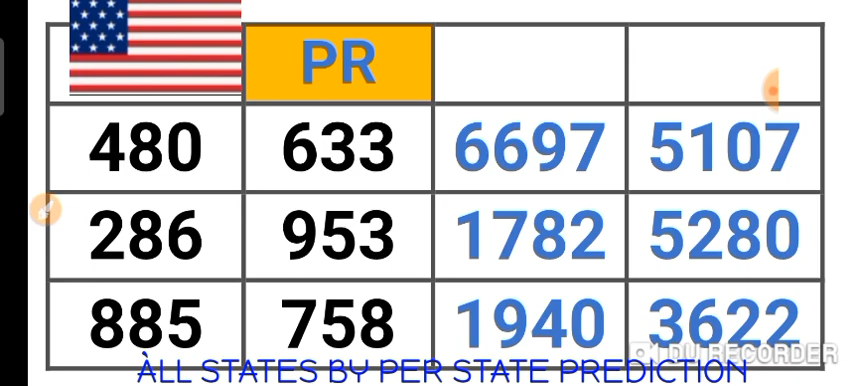 PR
480 633 6697 5107
286 953 1782 5280
885 758 1940 3622
DU RECORDER
ÀLL STATES BY PER STATE PREDICTION